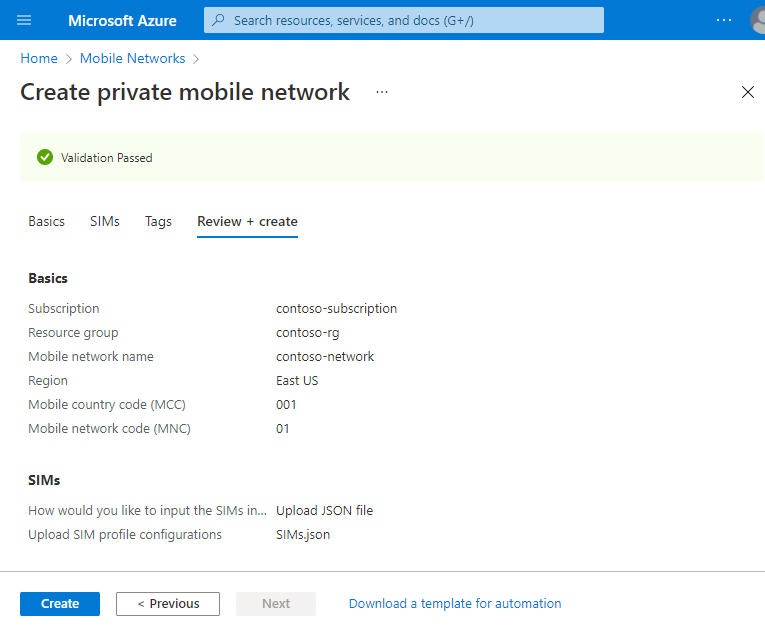 Microsoft Azure
Search resources, services, and docs (G+/)
Home > Mobile Networks >
Create private mobile network ...
Validation Passed
Basics SIMs Tags Review + create
Basics
Subscription contoso-subscription
Resource group contoso-rg
Mobile network name contoso-network
Region East US
Mobile country code (MCC) 001
Mobile network code (MNC) 01
SIMs
How would you like to input the SIMs in... Upload JSON file
Upload SIM profile configurations SIMs.json
Create < Previous Next Download a template for automation